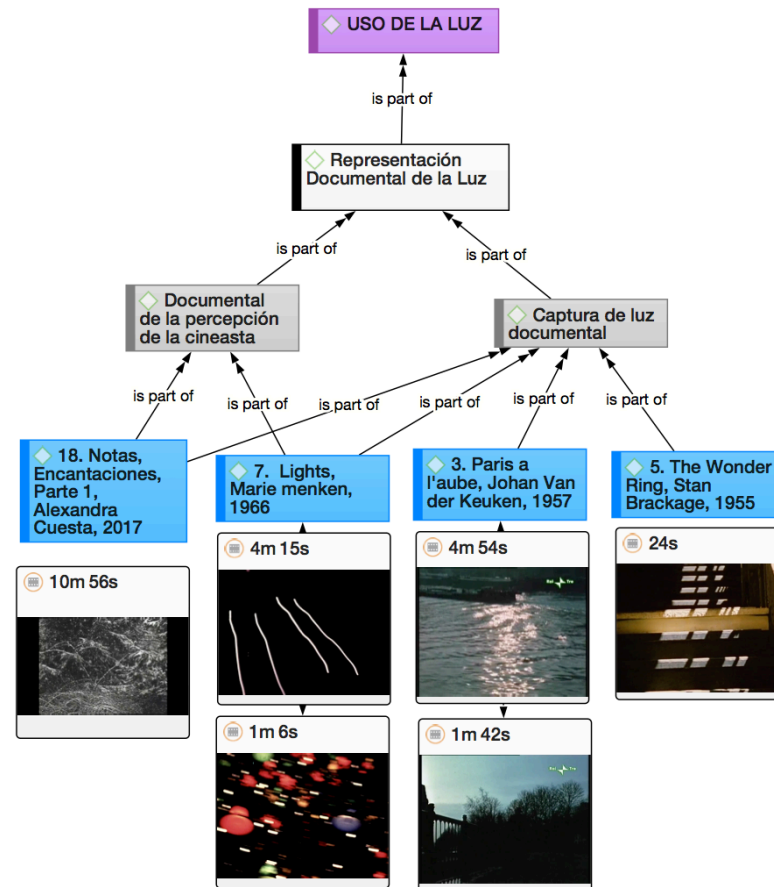 USO DE LA LUZ
is part of
Representación
Documental de la Luz
is part of
is part of
Documental
de la percepción
de la cineasta
Captura de luz
documental
is part of
is part of
is part of
is part of
is part of
is part of
18. Notas,
Encantaciones,
Parte 1,
Alexandra
Cuesta, 2017
7. Lights,
Marie menken,
1966
3. Paris a
l'aube, Johan Van
der Keuken, 1957
5. The Wonder
Ring, Stan
Brackage, 1955
10m 56s
4m 15s
4m 54s
24s
1m 6s
1m 42s